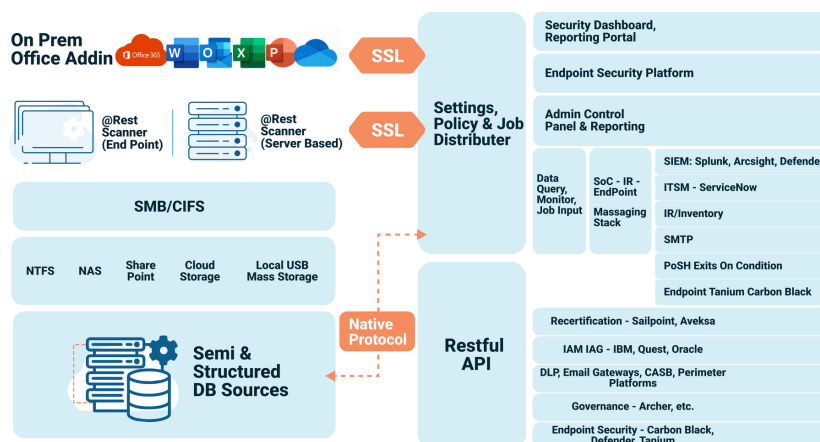 On Prem
Office Addin
Office 365
W
O
X
P
SSL
@Rest
Scanner
(End Point)
@Rest
Scanner
(Server Based)
SSL
SMB/CIFS
NTFS
NAS
Share
Point
Cloud
Storage
Local USB
Mass Storage
Semi &
Structured
DB Sources
Native
Protocol
Settings,
Policy & Job
Distributer
Restful
API
Security Dashboard,
Reporting Portal
Endpoint Security Platform
Admin Control
Panel & Reporting
Data
Query,
Monitor,
Job Input
SoC - IR -
EndPoint
Massaging
Stack
SIEM: Splunk, Arcsight, Defende
ITSM - ServiceNow
IR/Inventory
SMTP
PoSH Exits On Condition
Endpoint Tanium Carbon Black
Recertification - Sailpoint, Aveksa
IAM IAG - IBM, Quest, Oracle
DLP, Email Gateways, CASB, Perimeter
Platforms
Governance - Archer, etc.
Endpoint Security - Carbon Black,
Defender, Tanium